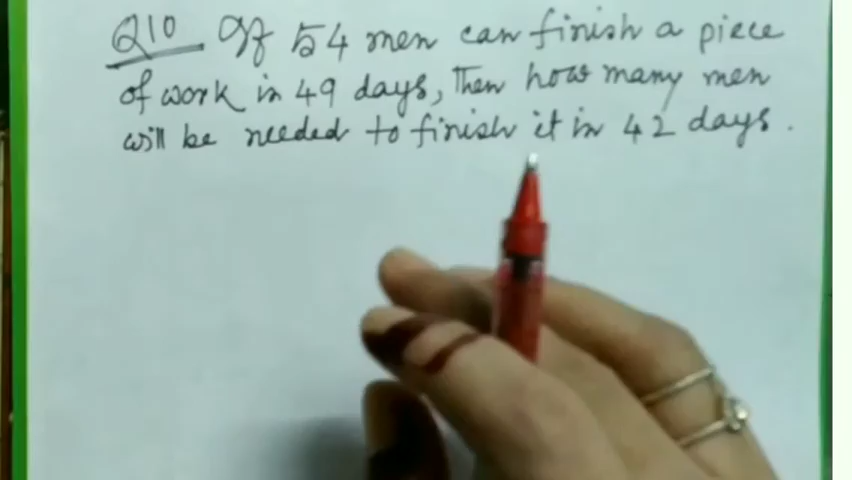 Q10 If 54 men can finish a piece
of work in 49 days, Then how many men
will be needed to finish it in 42 days.